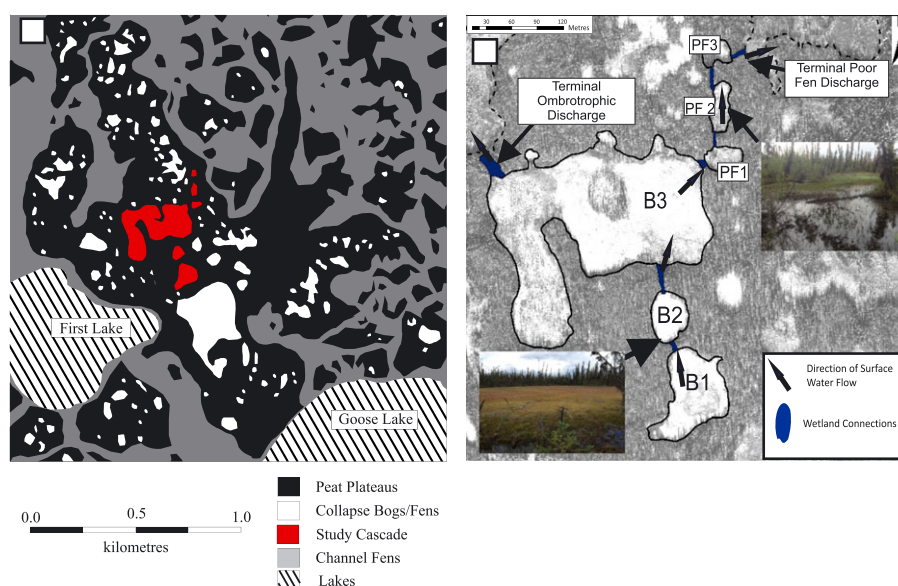 First Lake
Goose Lake
0.0
0.5
1.0
kilometres
Peat Plateaus
Collapse Bogs/Fens
Study Cascade
Channel Fens
Lakes
30
60
90
120
Metres
PF3
Terminal Poor
Fen Discharge
Terminal
Ombrotrophic
Discharge
PF 2
PF1
B3
B2
B1
Direction of Surface
Water Flow
Wetland Connections